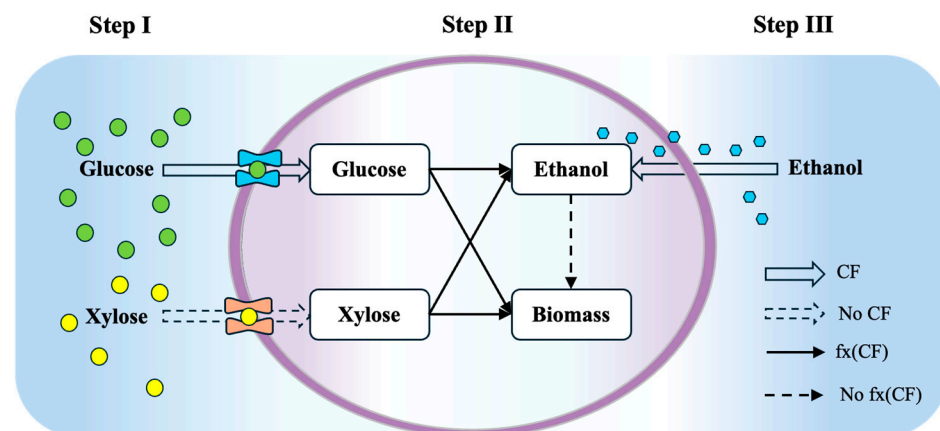 Step I
Step II
Step III
Glucose
Glucose
Ethanol
Ethanol
Xylose
Xylose
Biomass
CF
No CF
fx(CF)
No fx(CF)